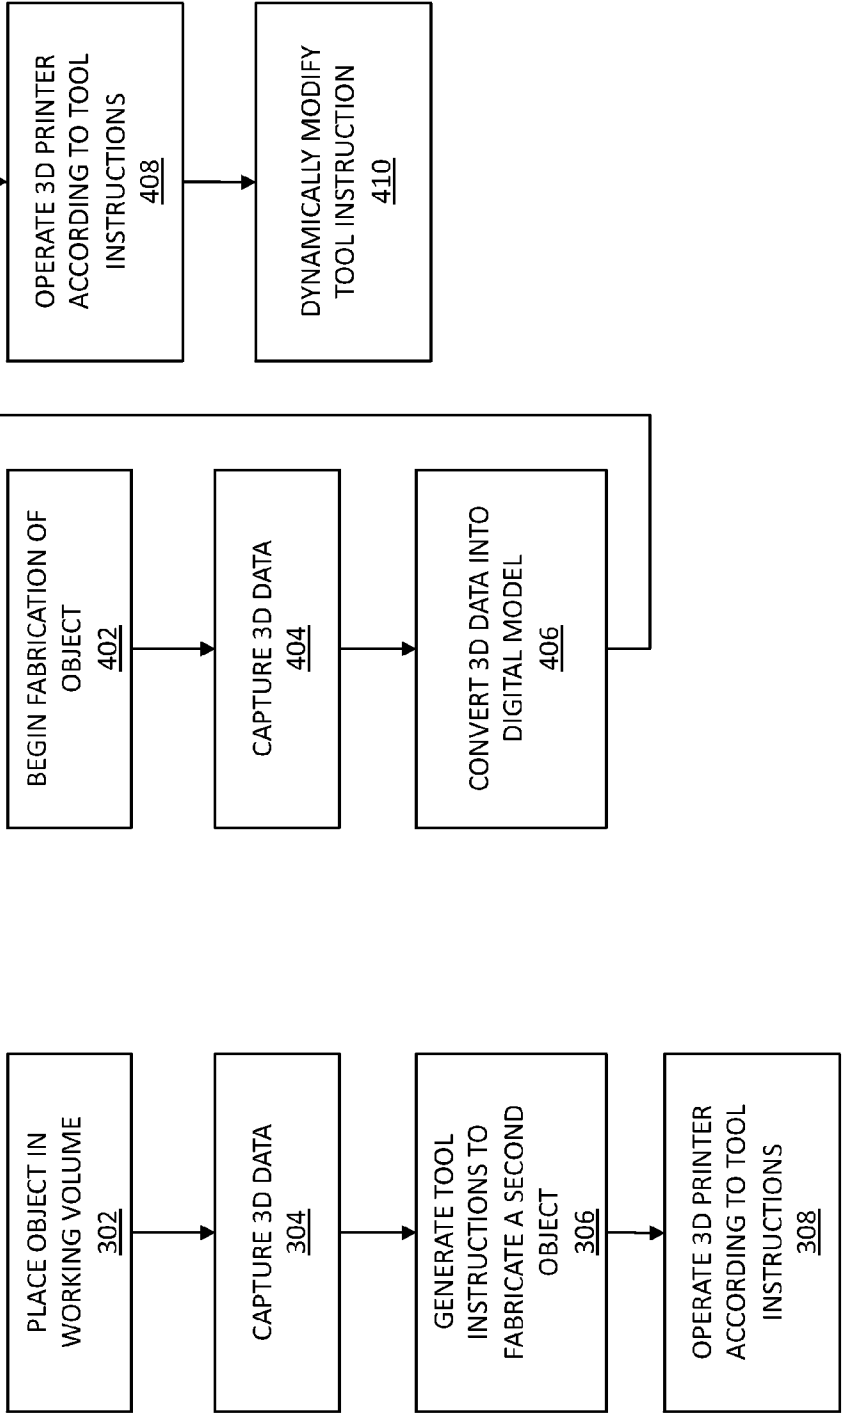 PLACE OBJECT IN
WORKING VOLUME
302
CAPTURE 3D DATA
304
GENERATE TOOL
INSTRUCTIONS TO
FABRICATE A SECOND
OBJECT
306
OPERATE 3D PRINTER
ACCORDING TO TOOL
INSTRUCTIONS
308
BEGIN FABRICATION OF
OBJECT
402
CAPTURE 3D DATA
404
CONVERT 3D DATA INTO
DIGITAL MODEL
406
OPERATE 3D PRINTER
ACCORDING TO TOOL
INSTRUCTIONS
408
DYNAMICALLY MODIFY
TOOL INSTRUCTION
410